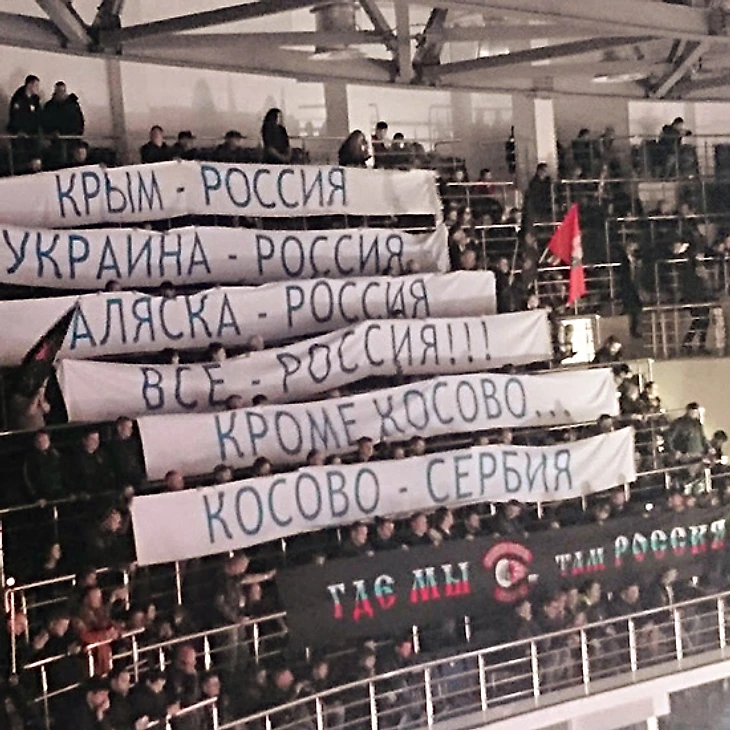 КРЫМ - РОССИЯ
УКРАИНА - РОССИЯ
АЛЯСКА - РОССИЯ
ВСЕ - РОССИЯ!!!
КРОМЕ КОСОВО...
КОСОВО - СЕРБИЯ
ГДЕ МЫ ТАМ РОССИЯ